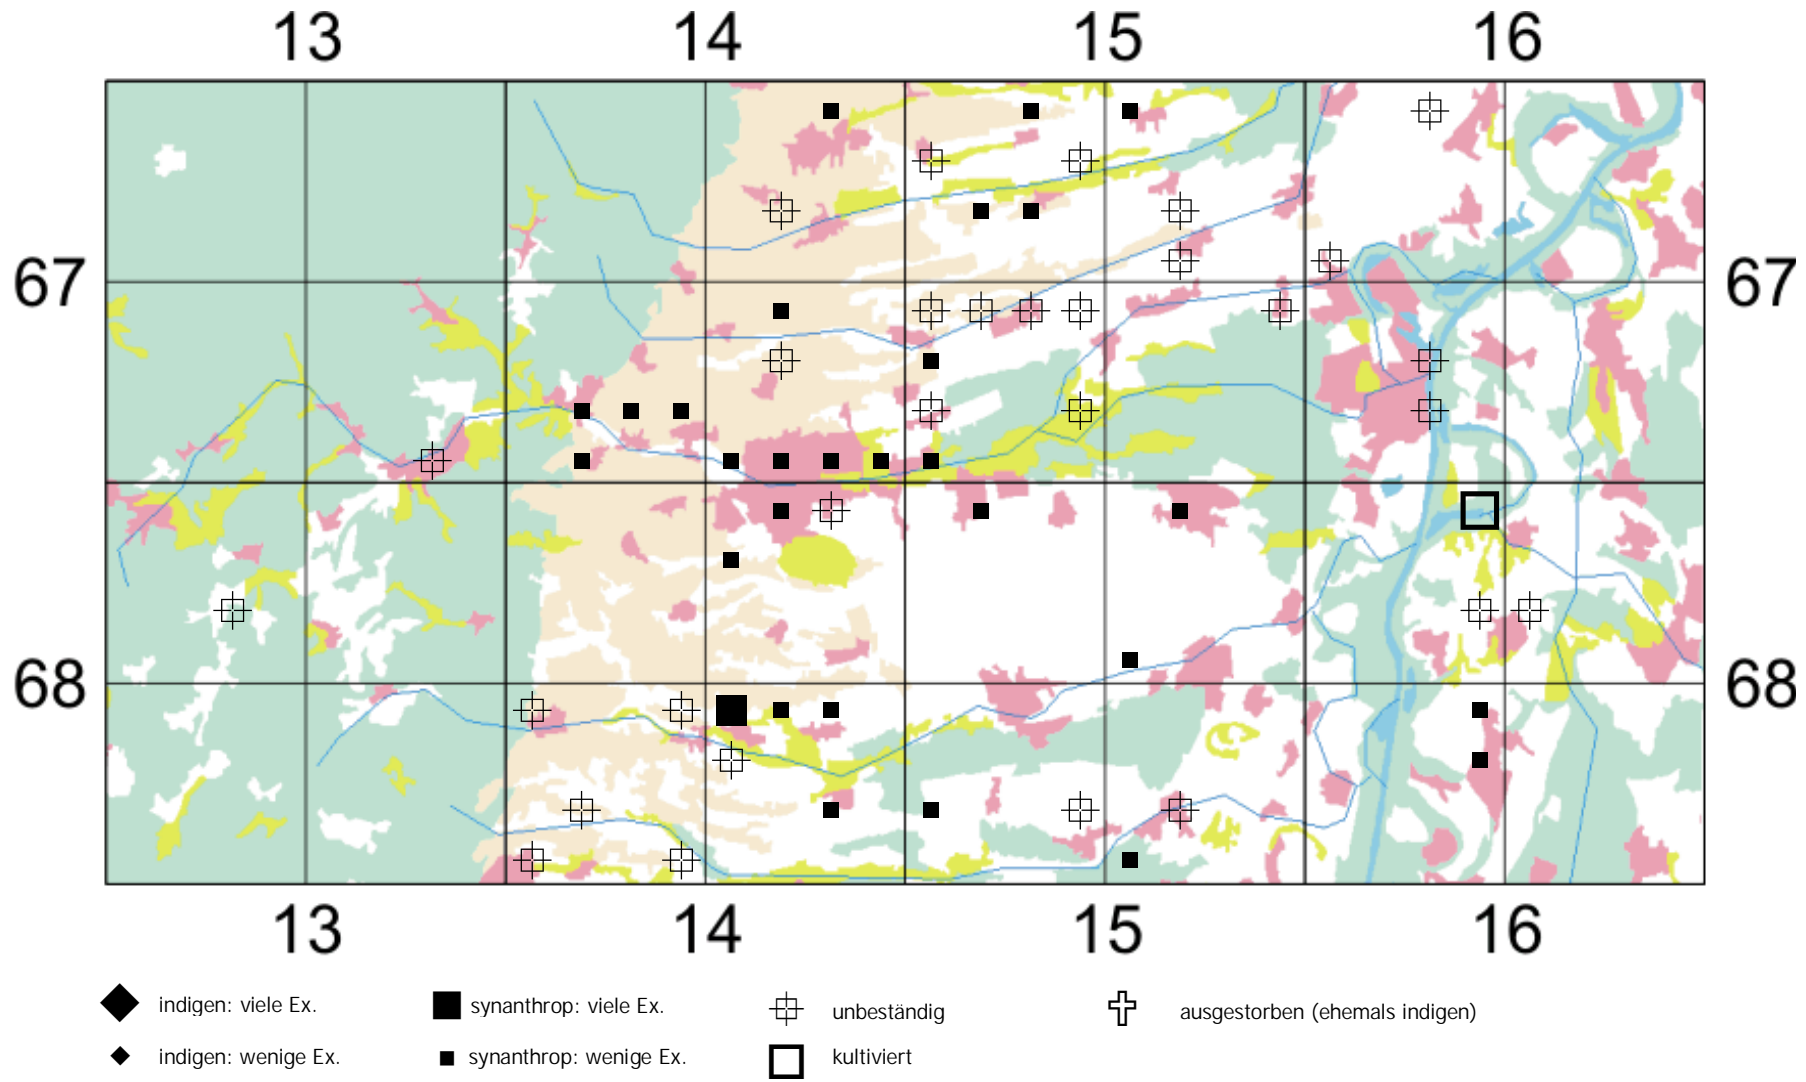 13 14 15 16
67 67
68 68
13 14 15 16
indigen: viele Ex. synanthrop: viele Ex. unbeständig ausgestorben (ehemals indigen)
indigen: wenige Ex. synanthrop: wenige Ex. kultiviert